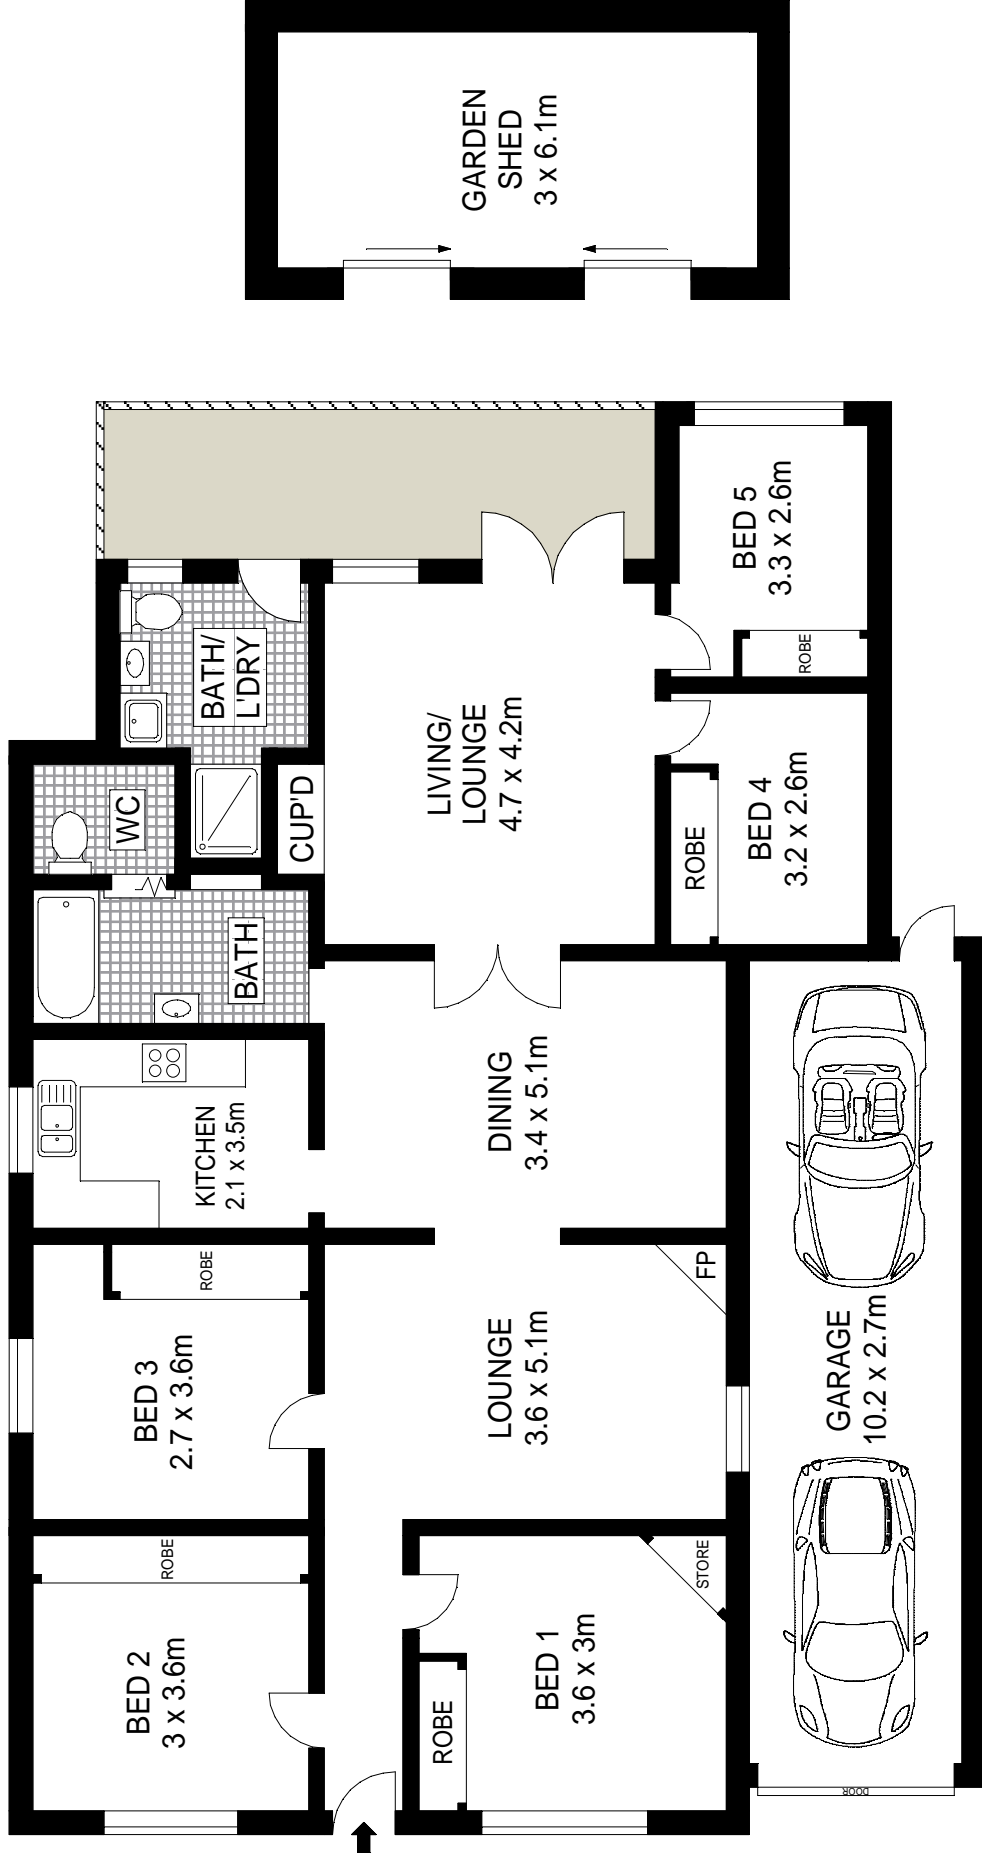 GARDEN
SHED
3 x 6.1m
BED 5
3.3 x 2.6m
ROBE
BATH/
L'DRY
LIVING/
LOUNGE
4.7 x 4.2m
WC
CUP'D
ROBE
BED 4
3.2 x 2.6m
BATH
KITCHEN
2.1 x 3.5m
DINING
3.4 x 5.1m
ROBE
BED 3
2.7 x 3.6m
LOUNGE
3.6 x 5.1m
FP
GARAGE
10.2 x 2.7m
ROBE
BED 2
3 x 3.6m
STORE
BED 1
3.6 x 3m
ROBE
DOOR